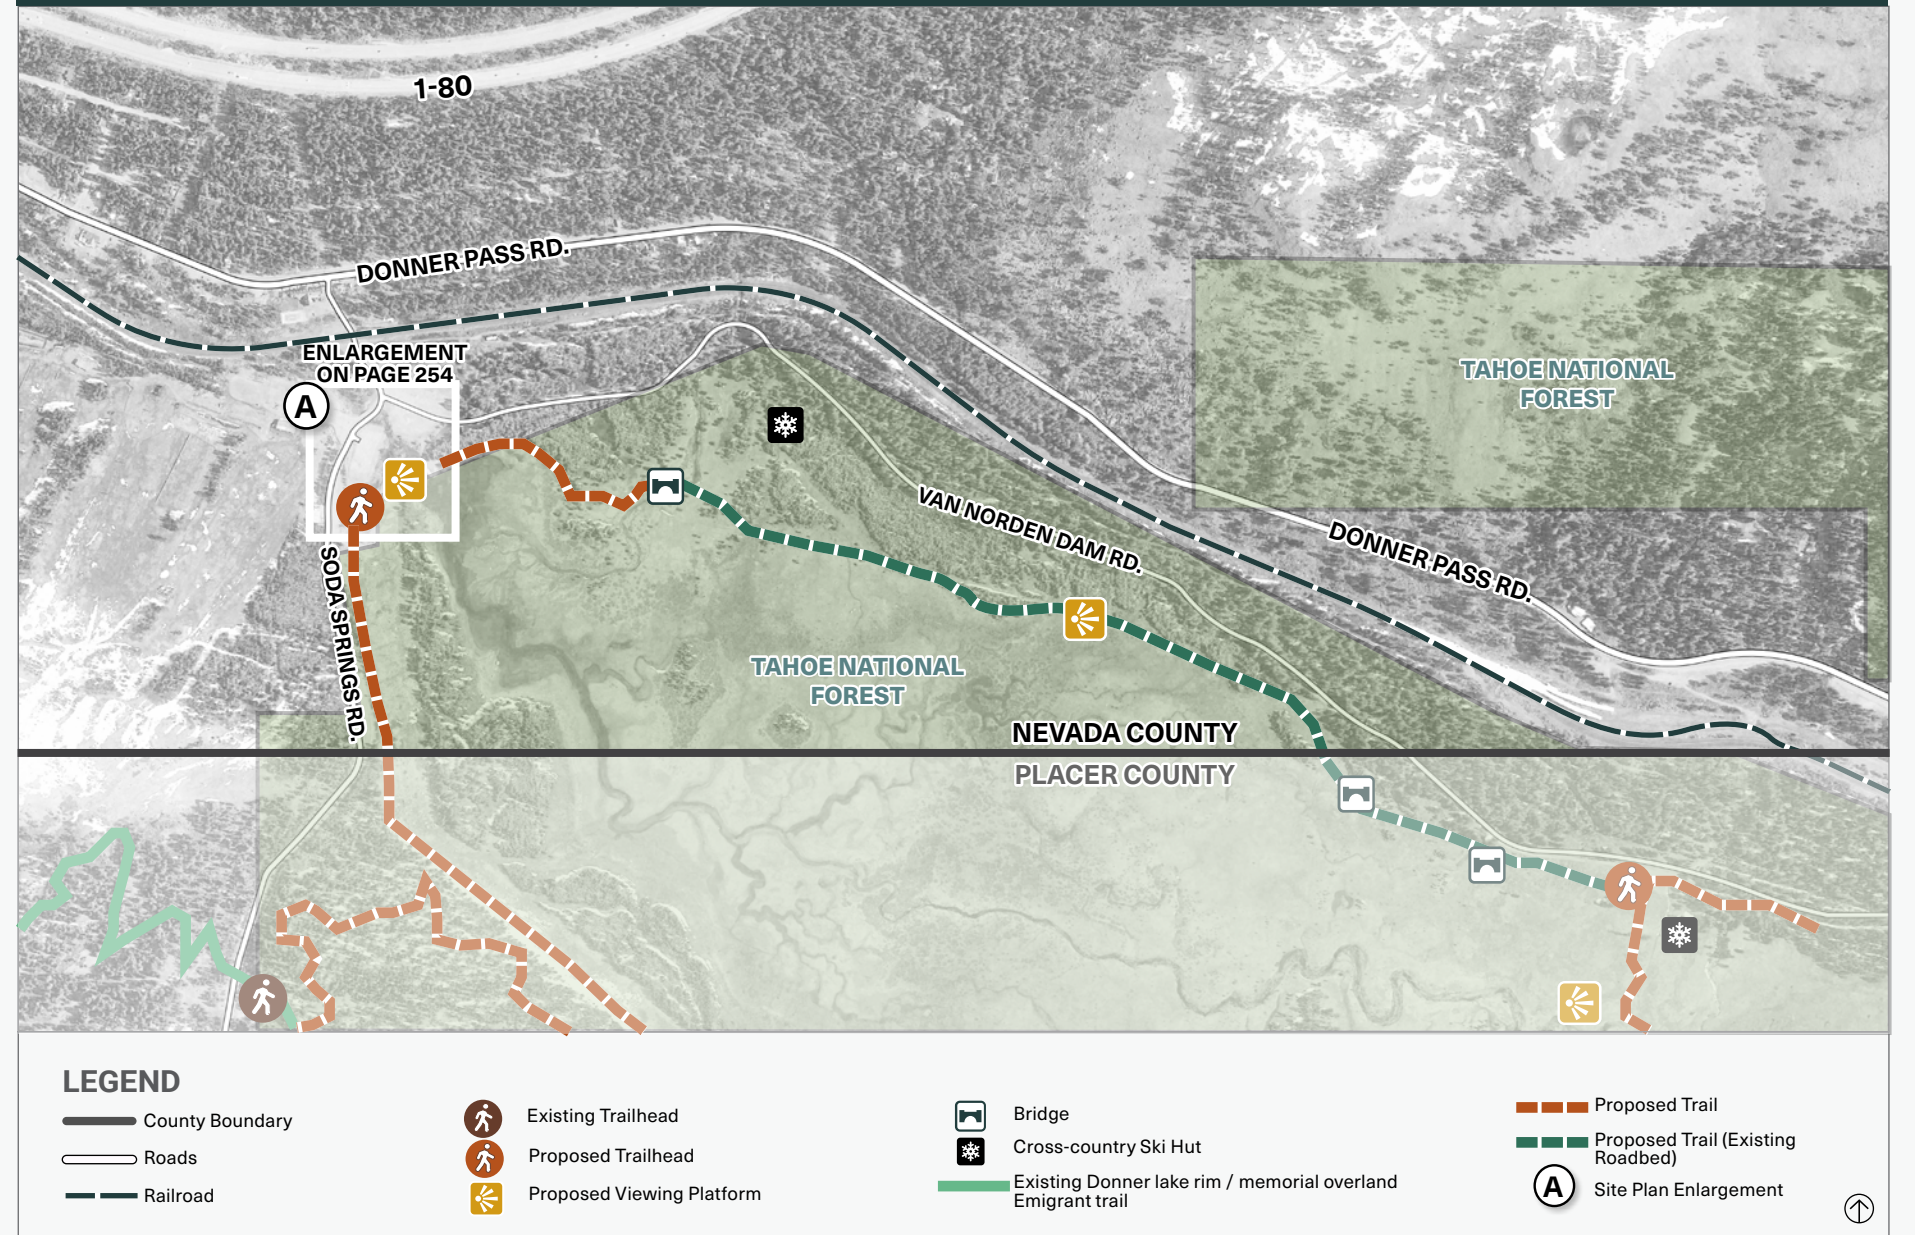 1-80
DONNER PASS RD.
ENLARGEMENT
ON PAGE 254
A
TAHOE NATIONAL
FOREST
VAN NORDEN DAM RD.
DONNER PASS RD.
SODA SPRINGS RD.
TAHOE NATIONAL
FOREST
NEVADA COUNTY
PLACER COUNTY
LEGEND
County Boundary
Roads
Railroad
Existing Trailhead
Proposed Trailhead
Proposed Viewing Platform
Bridge
Cross-country Ski Hut
Existing Donner lake rim / memorial overland
Emigrant trail
Proposed Trail
Proposed Trail (Existing
Roadbed)
A
Site Plan Enlargement